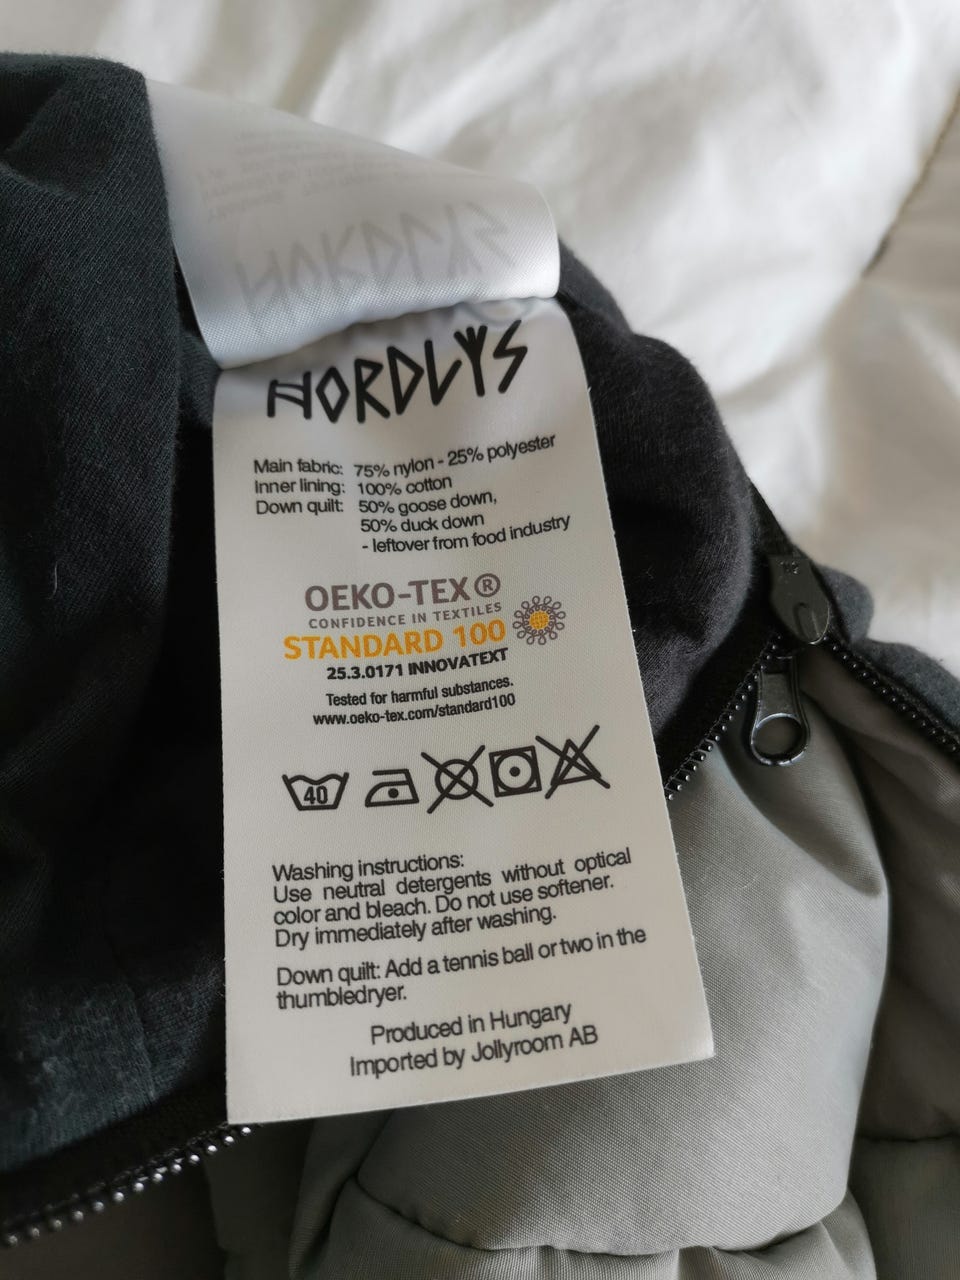 NORDLYS
Main fabric: 75% nylon - 25% polyester
Inner lining: 100% cotton
Down quilt: 50% goose down,
50% duck down
- leftover from food industry
OEKO-TEX®
CONFIDENCE IN TEXTILES
STANDARD 100
25.3.0171 INNOVATEXT
Tested for harmful substances.
www.oeko-tex.com/standard100
40
Washing instructions:
Use neutral detergents without optical
color and bleach. Do not use softener.
Dry immediately after washing.
Down quilt: Add a tennis ball or two in the
thumbledryer.
Produced in Hungary
Imported by Jollyroom AB